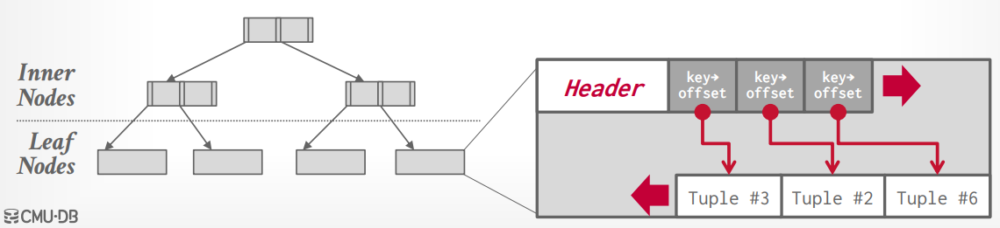 Inner
Nodes
Leaf
Nodes
Header
key→
offset
key→
offset
key→
offset
Tuple #3
Tuple #2
Tuple #6
CMU·DB